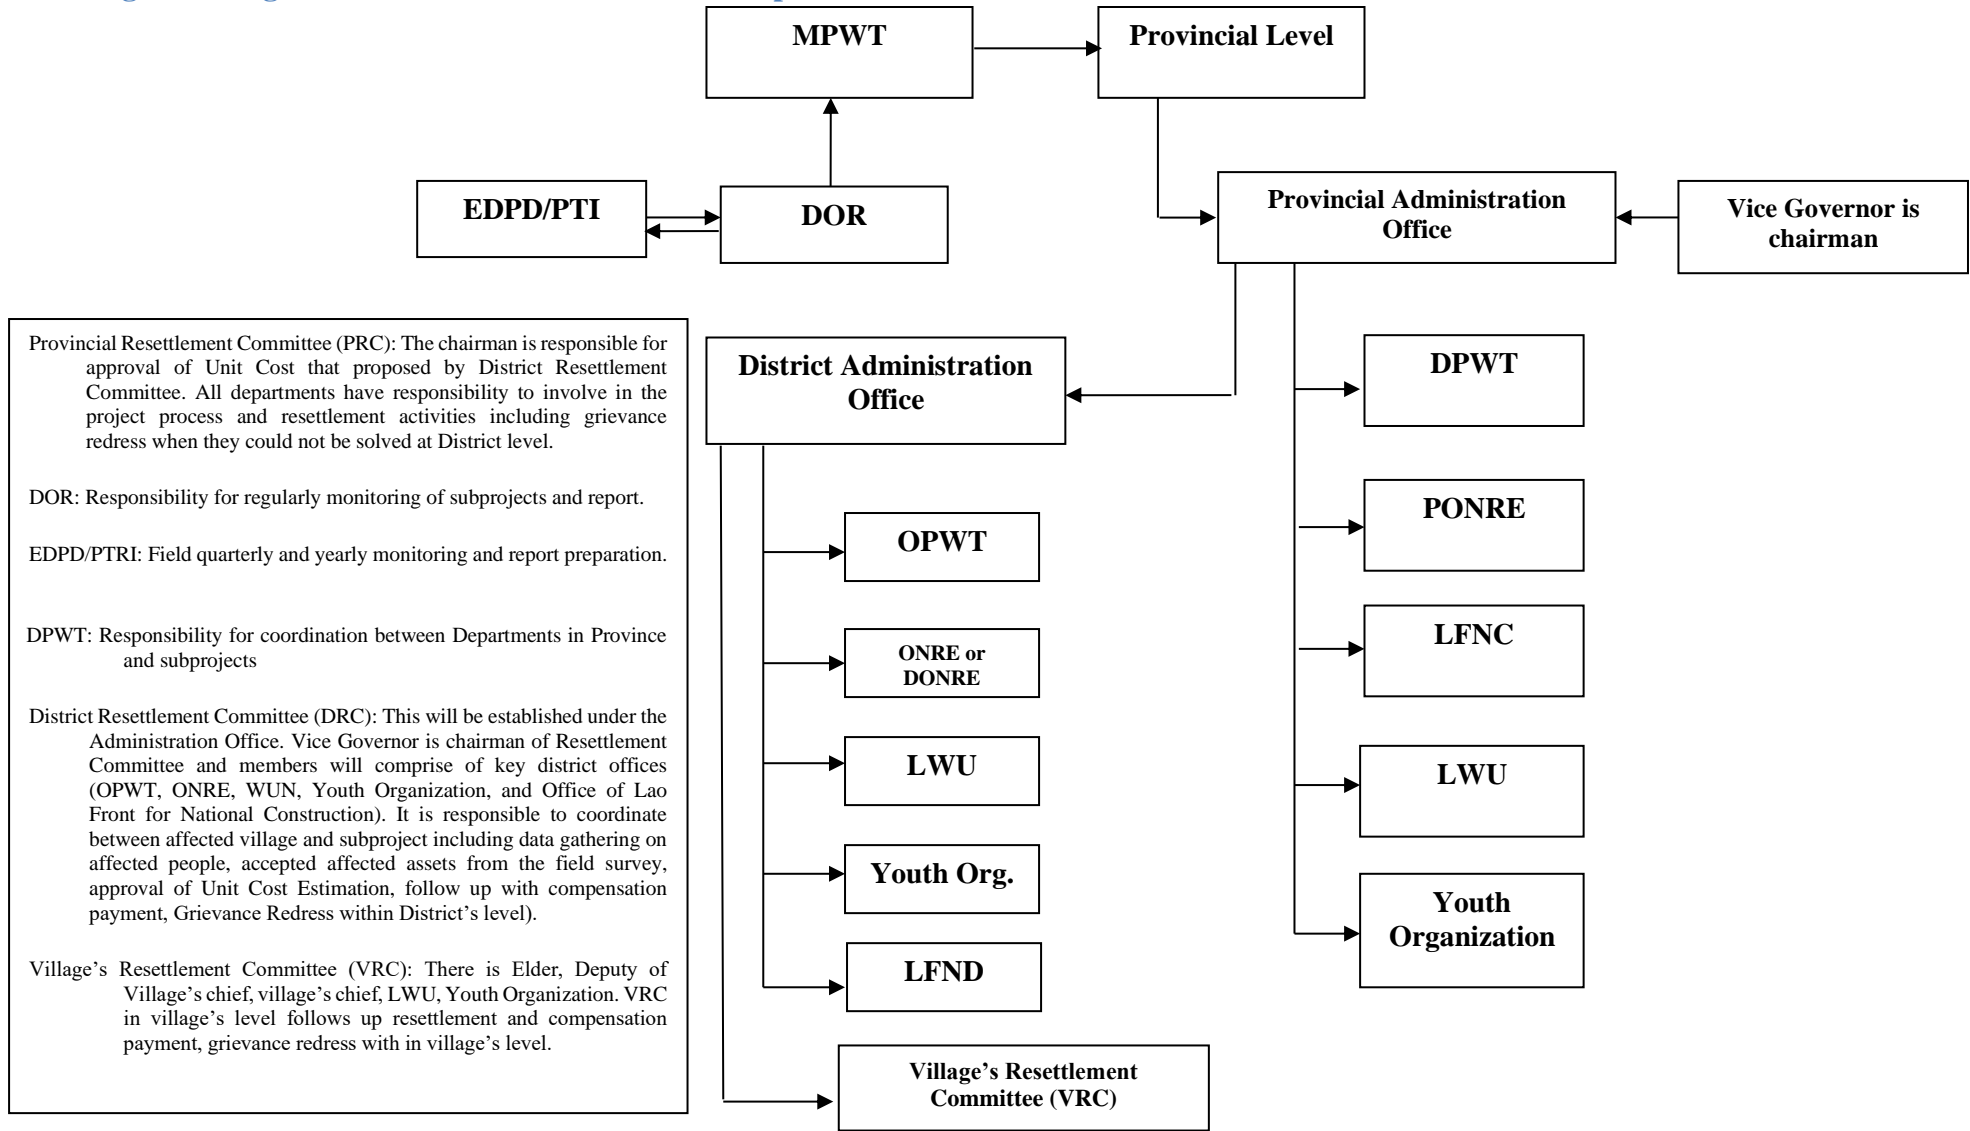 MPWT
Provincial Level
EDPD/PTI
DOR
Provincial Administration
Office
Vice Governor is
chairman
Provincial Resettlement Committee (PRC): The chairman is responsible for
approval of Unit Cost that proposed by District Resettlement
Committee. All departments have responsibility to involve in the
project process and resettlement activities including grievance
redress when they could not be solved at District level.
DOR: Responsibility for regularly monitoring of subprojects and report.
EDPD/PTRI: Field quarterly and yearly monitoring and report preparation.
DPWT: Responsibility for coordination between Departments in Province
and subprojects
District Resettlement Committee (DRC): This will be established under the
Administration Office. Vice Governor is chairman of Resettlement
Committee and members will comprise of key district offices
(OPWT, ONRE, WUN, Youth Organization, and Office of Lao
Front for National Construction). It is responsible to coordinate
between affected village and subproject including data gathering on
affected people, accepted affected assets from the field survey,
approval of Unit Cost Estimation, follow up with compensation
payment, Grievance Redress within District’s level).
Village’s Resettlement Committee (VRC): There is Elder, Deputy of
Village’s chief, village’s chief, LWU, Youth Organization. VRC
in village’s level follows up resettlement and compensation
payment, grievance redress with in village’s level.
District Administration
Office
OPWT
ONRE or
DONRE
LWU
Youth Org.
LFND
Village’s Resettlement
Committee (VRC)
DPWT
PONRE
LFNC
LWU
Youth
Organization